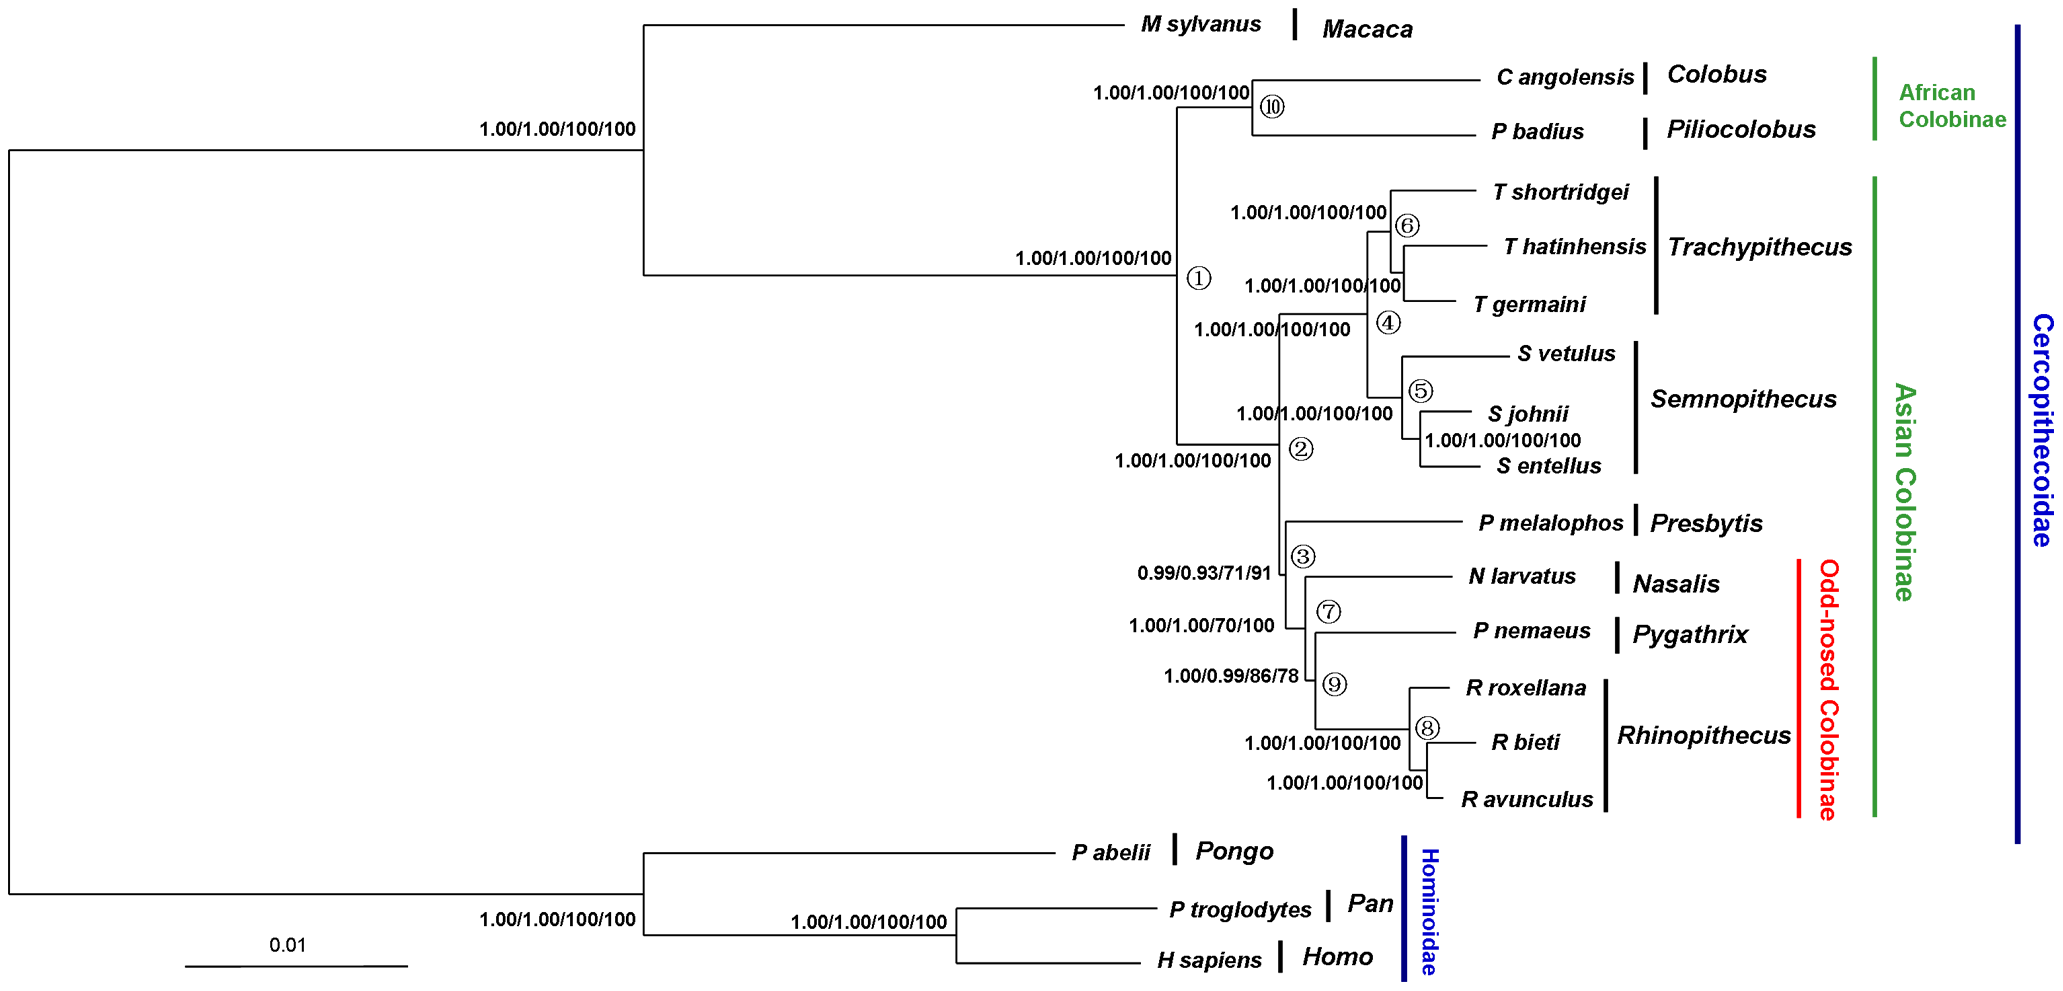 M sylvanus
Macaca
C angolensis
Colobus
1.00/1.00/100/100
⑩
African
Colobinae
1.00/1.00/100/100
P badius
Piliocolobus
T shortridgei
1.00/1.00/100/100
⑥
T hatinhensis
Trachypithecus
1.00/1.00/100/100
①
1.00/1.00/100/100
T germaini
1.00/1.00/100/100
④
S vetulus
⑤
Semnopithecus
1.00/1.00/100/100
S johnii
1.00/1.00/100/100
②
1.00/1.00/100/100
S entellus
Asian Colobinae
Cercopithecoidae
P melalophos
Presbytis
③
0.99/0.93/71/91
N larvatus
Nasalis
⑦
1.00/1.00/70/100
P nemaeus
Pygathrix
1.00/0.99/86/78
⑨
R roxellana
Odd-nosed Colobinae
⑧
1.00/1.00/100/100
R bieti
Rhinopithecus
1.00/1.00/100/100
R avunculus
P abelii
Pongo
Hominoidae
1.00/1.00/100/100
1.00/1.00/100/100
P troglodytes
Pan
0.01
H sapiens
Homo